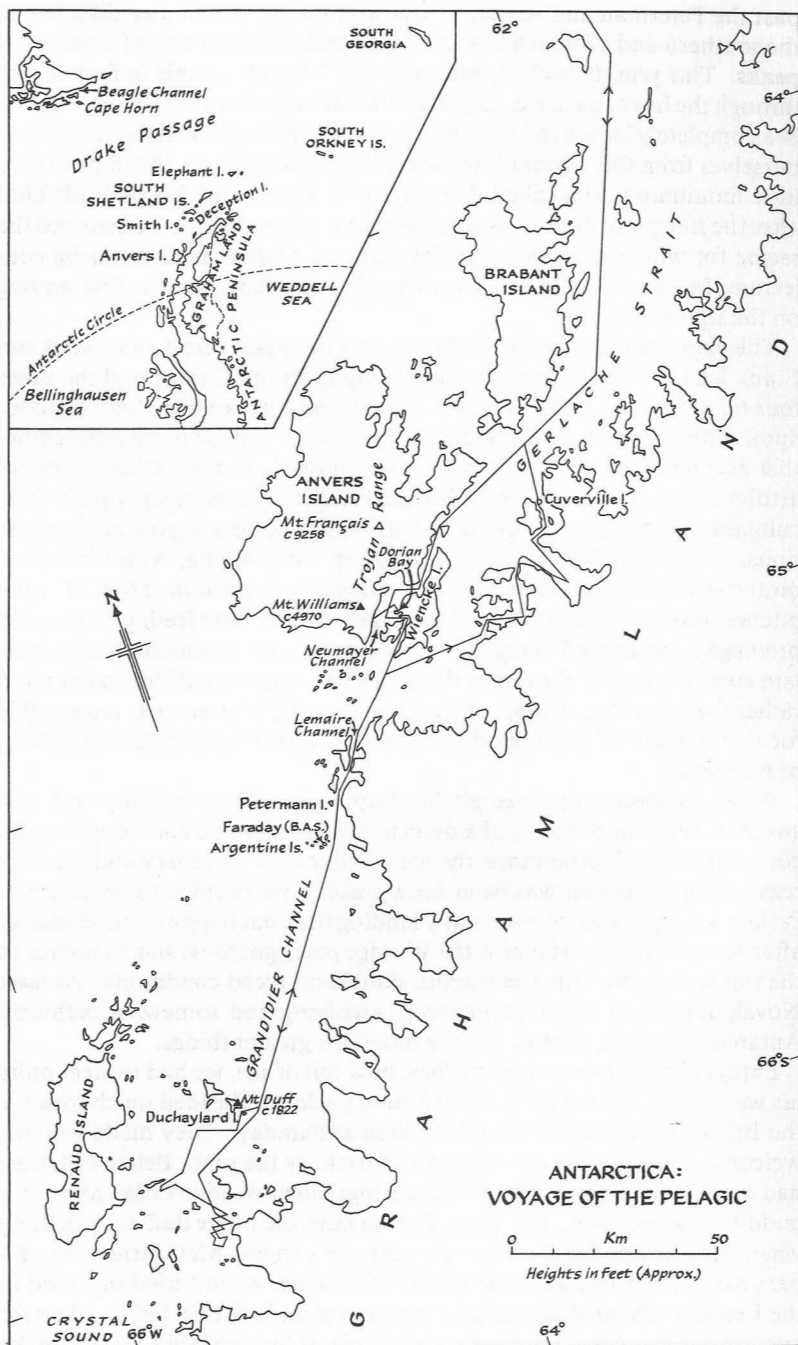 SOUTH
GEORGIA
62°
Beagle Channel
Cape Horn
Drake Passage
SOUTH
ORKNEY IS.
Elephant I.
SOUTH
SHETLAND IS.
Deception I.
Smith I.
Anvers I.
GRAHAMLAND
ANTARCTIC PENINSULA
WEDDELL
SEA
Antarctic Circle
Bellinghausen
Sea
BRABANT
ISLAND
GERLACHE STRAT
ANVERS
ISLAND
Mt. Français
c9258
Trojan Range
Cuverville I.
65°
Dorian
Bay
Mt. Williams
c4970
Wencke
Neumayer
Channel
Lemaire
Channel
Petermann I.
Faraday (B.A.S.)
Argentine Is.
GRANDIDIER CHANNEL
66°S
Mt. Duff
c1822
Duchaylard I.
RENAUD ISLAND
GRAHAM LAND
ANTARCTICA:
VOYAGE OF THE PELAGIC
0 Km 50
Heights in feet (Approx.)
CRYSTAL
SOUND
66°W
64°